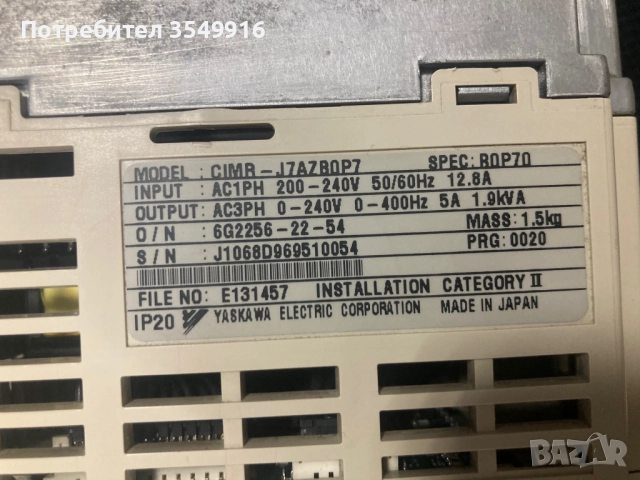 Потребител 3549916
MODEL : CIMR-J7AZB0P7 SPEC: B0P70
INPUT : AC1PH 200-240V 50/60Hz 12.8A
OUTPUT: AC3PH 0-240V 0-400Hz 5A 1.9kVA
O/N : 6G2256-22-54 MASS: 1.5kg
S/N : J1068D969510054 PRG: 0020
FILE NO: E131457 INSTALLATION CATEGORY II
IP20 YASKAWA ELECTRIC CORPORATION MADE IN JAPAN
BAZAR